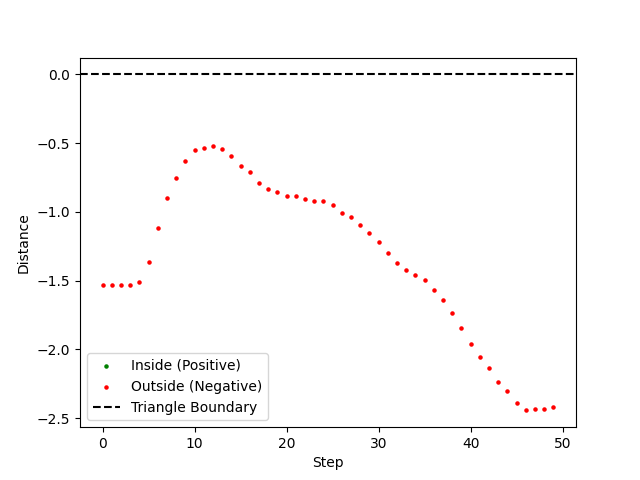 0.0
−0.5
−1.0
−1.5
−2.0
−2.5
Distance
Inside (Positive)
Outside (Negative)
Triangle Boundary
0 10 20 30 40 50
Step